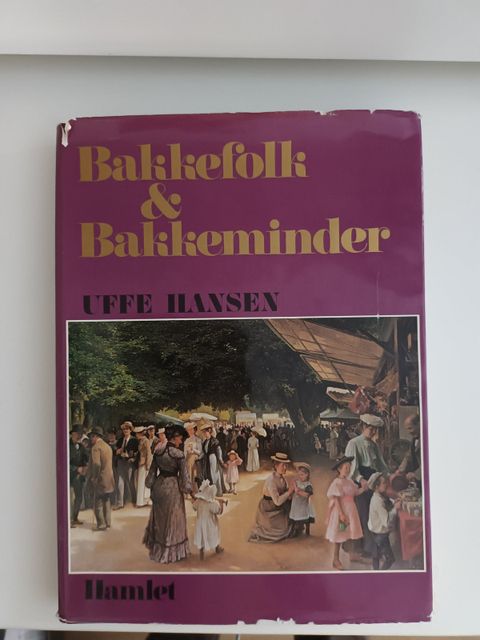 Bakkefolk
&
Bakkeminder
UFFE HANSEN
Hamlet